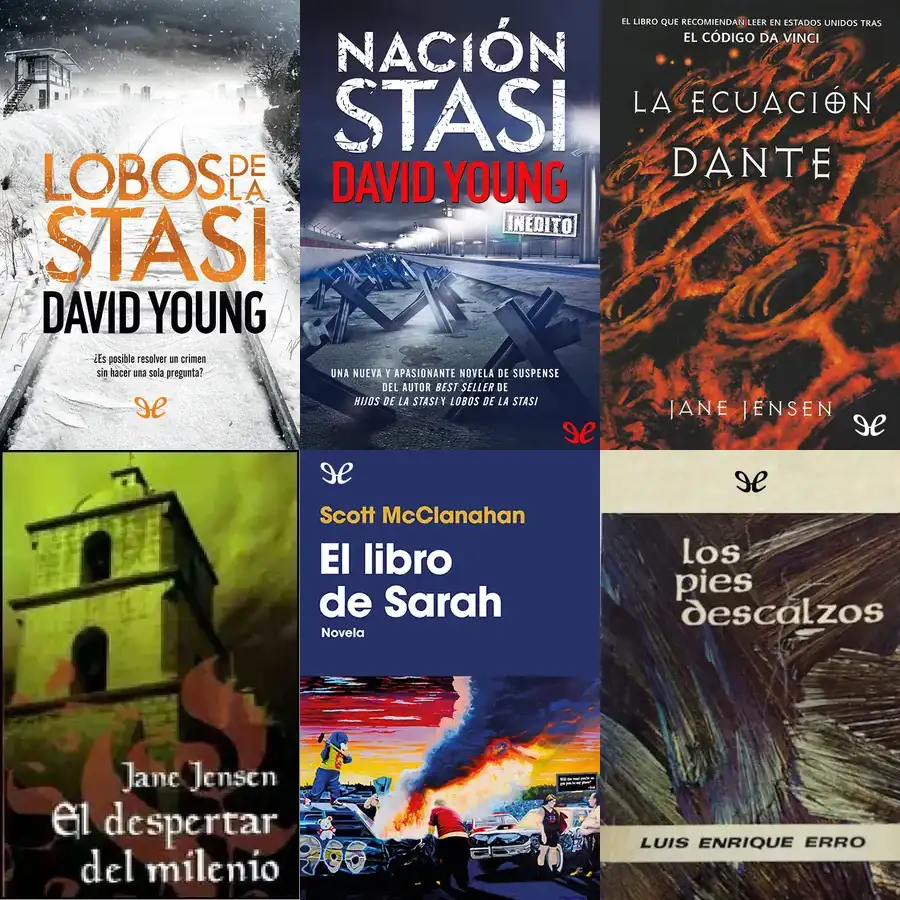 LOBOS DE LA
STASI
DAVID YOUNG
¿Es posible resolver un crimen
sin hacer una sola pregunta?
NACIÓN
STASI
DAVID YOUNG
INÉDITO
UNA NUEVA Y APASIONANTE NOVELA DE SUSPENSE
DEL AUTOR BEST SELLER DE
HIJOS DE LA STASI Y LOBOS DE LA STASI
EL LIBRO QUE RECOMIENDAN LEER EN ESTADOS UNIDOS TRAS
EL CÓDIGO DA VINCI
LA ECUACIÓN
DANTE
JANE JENSEN
Jane Jensen
El despertar
del milenio
Scott McClanahan
El libro
de Sarah
Novela
los
pies
descalzos
LUIS ENRIQUE ERRO